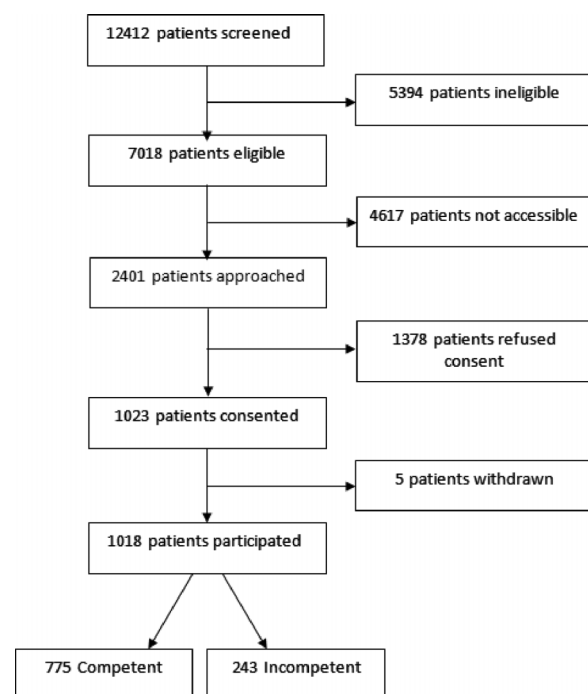 12412 patients screened
5394 patients ineligible
7018 patients eligible
4617 patients not accessible
2401 patients approached
1378 patients refused
consent
1023 patients consented
5 patients withdrawn
1018 patients participated
775 Competent
243 Incompetent